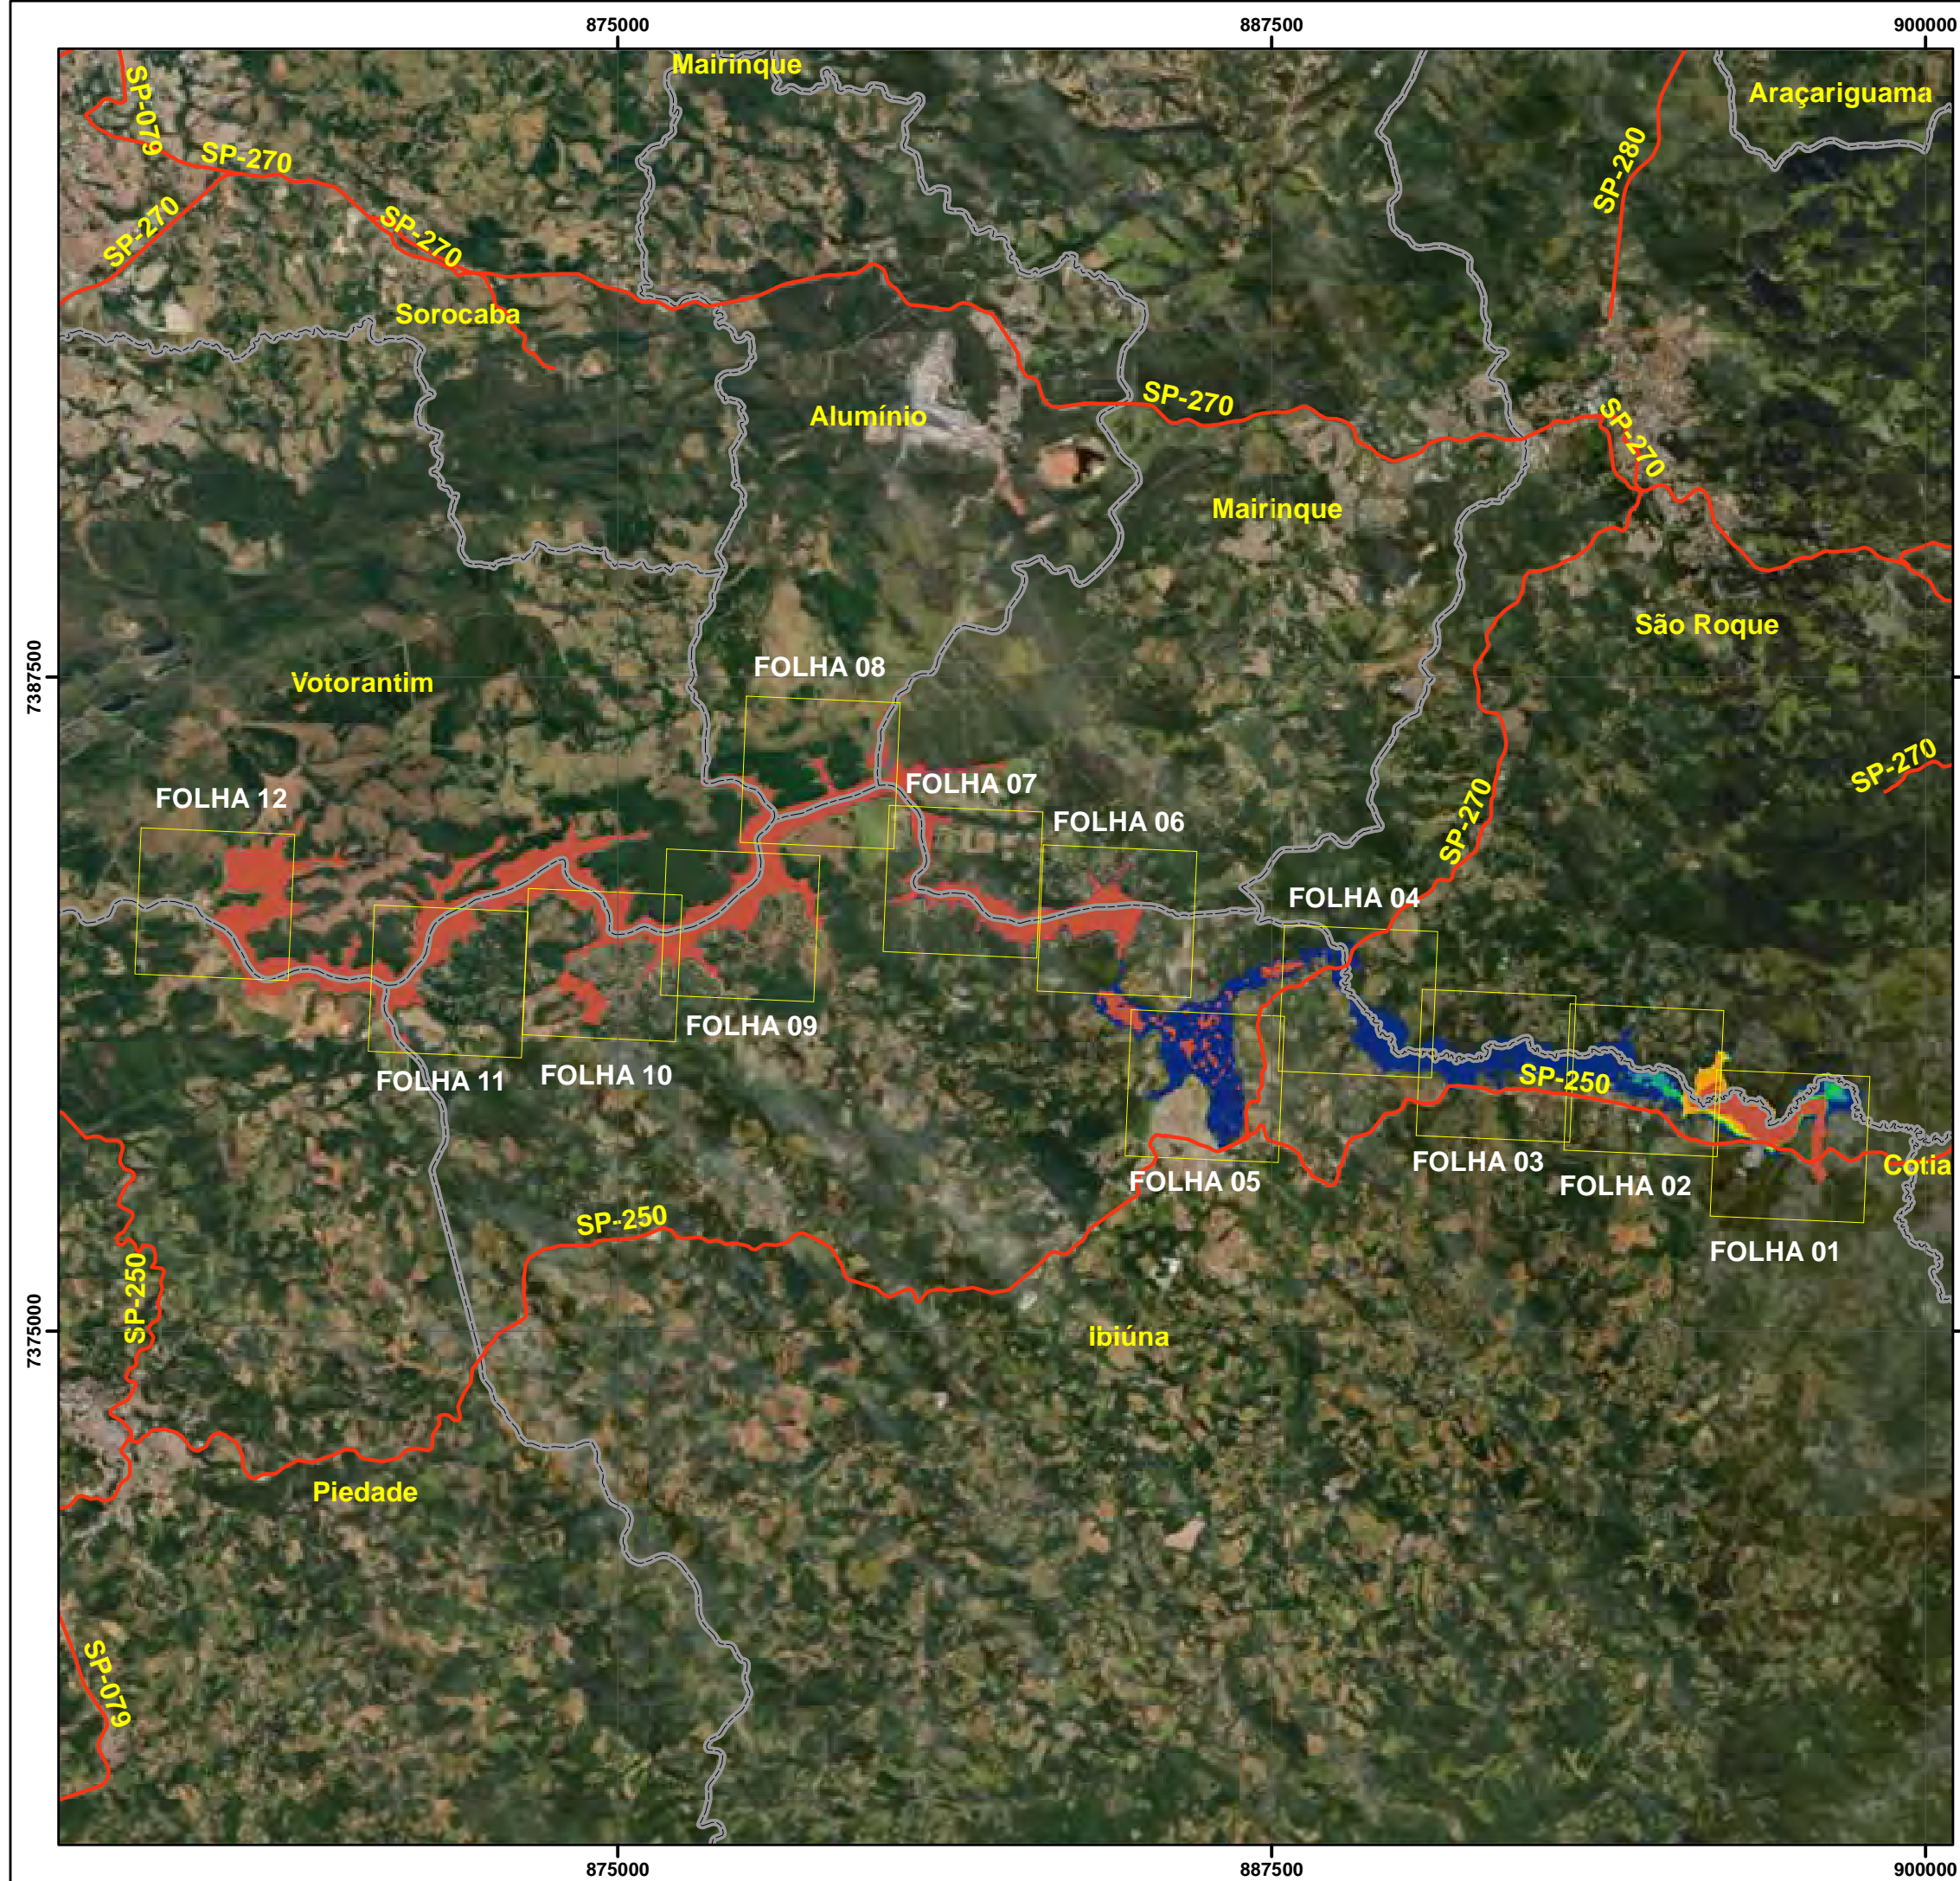 875000
887500
900000
Mairinque
Araçariguama
SP-079
SP-270
SP-280
SP-270
SP-270
Sorocaba
SP-270
Alumínio
SP-270
Mairinque
São Roque
7387500
FOLHA 08
Votorantim
SP-270
FOLHA 07
FOLHA 12
FOLHA 06
SP-270
FOLHA 04
FOLHA 09
FOLHA 10
FOLHA 11
SP-250
FOLHA 03
Cotia
FOLHA 05
FOLHA 02
SP-250
FOLHA 01
SP-250
7375000
Ibiúna
Piedade
SP-079
875000
887500
900000